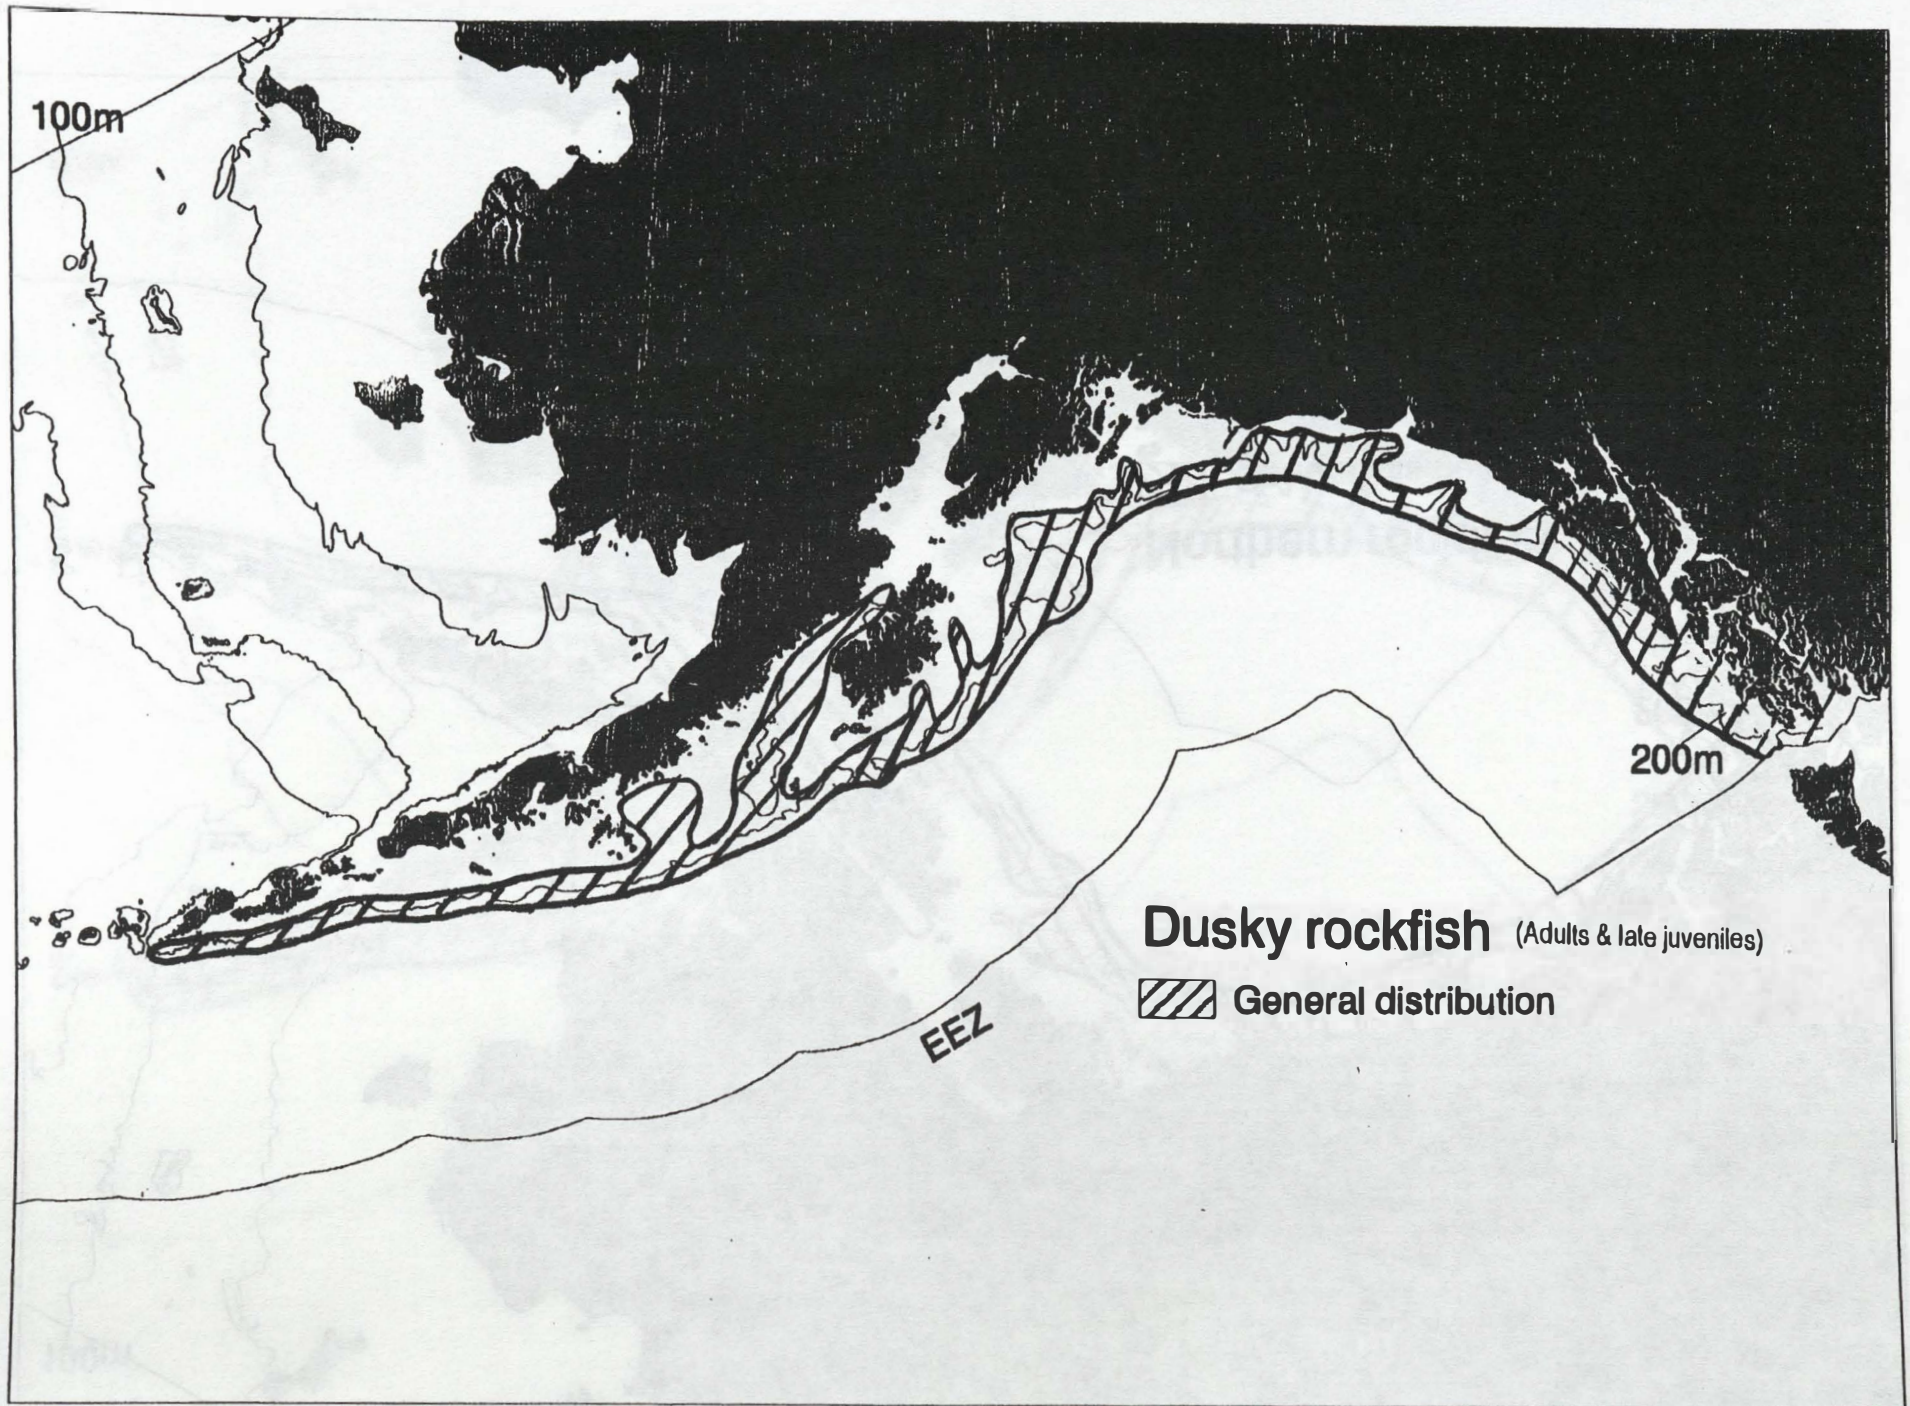 100m
200m
Dusky rockfish (Adults & late juveniles)
General distribution
EEZ